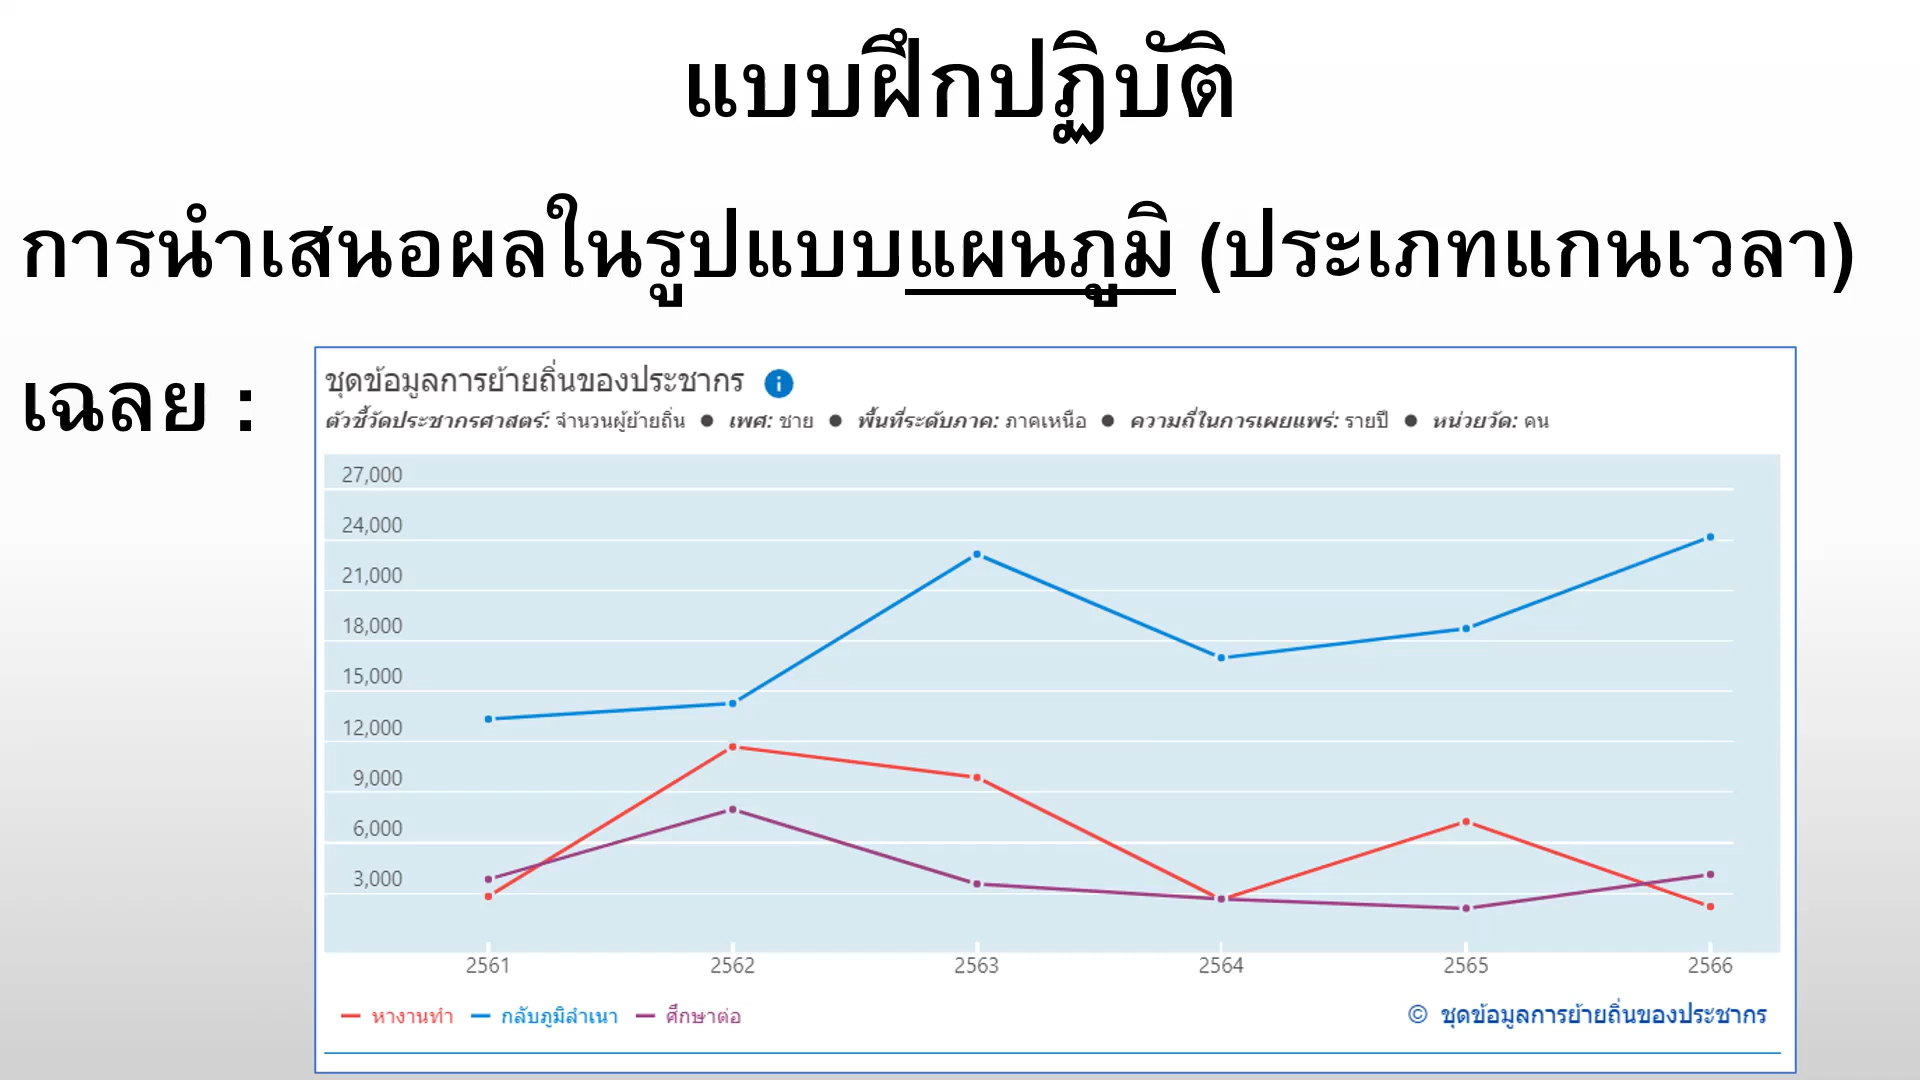 แบบฝึกปฏิบัติ
การนำเสนอผลในรูปแบบแผนภูมิ (ประเภทแกนเวลา)
เฉลย :
ชุดข้อมูลการย้ายถิ่นของประชากร i
ตัวชี้วัดประชากรศาสตร์: จำนวนผู้ย้ายถิ่น ● เพศ: ชาย ● พื้นที่ระดับภาค: ภาคเหนือ ● ความถี่ในการเผยแพร่: รายปี ● หน่วยวัด: คน
27,000
24,000
21,000
18,000
15,000
12,000
9,000
6,000
3,000
2561 2562 2563 2564 2565 2566
หางานทำ กลับภูมิลำเนา ศึกษาต่อ
© ชุดข้อมูลการย้ายถิ่นของประชากร